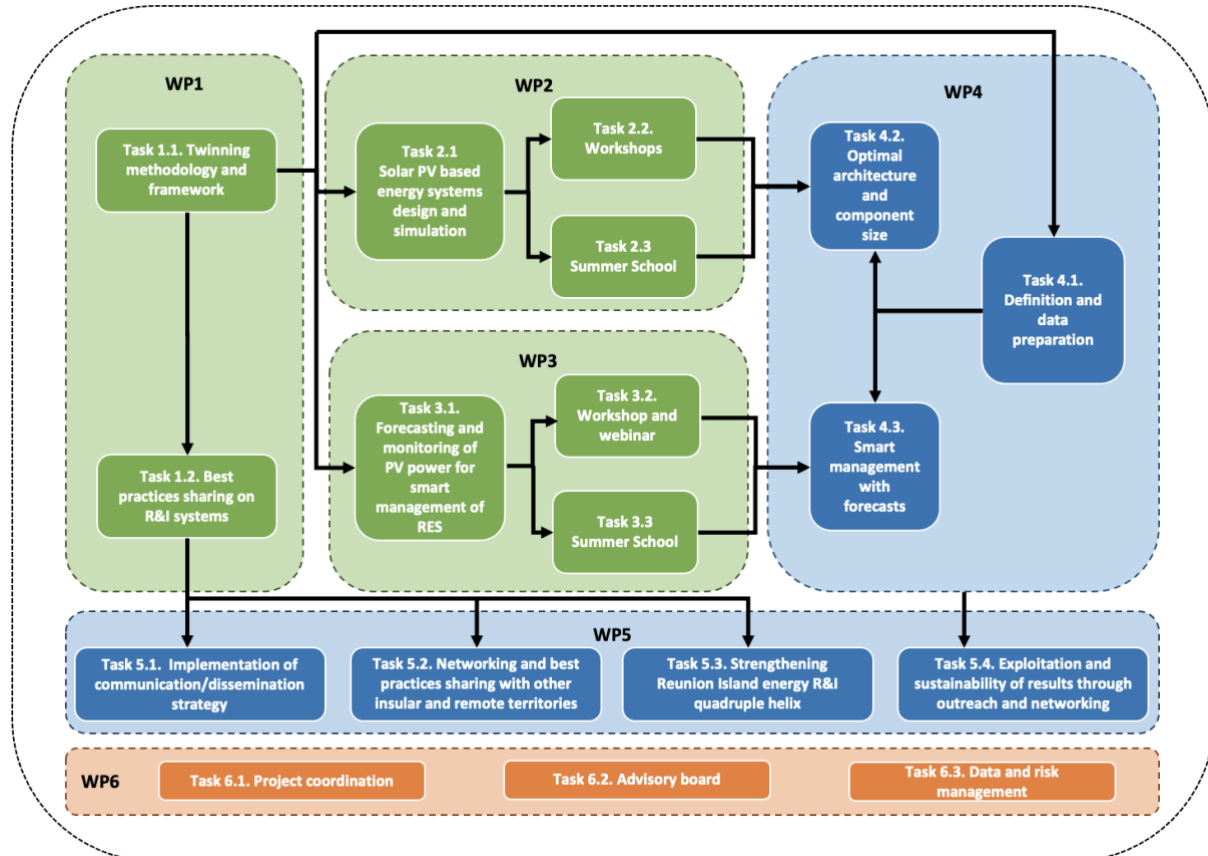 WP1
Task 1.1. Twinning
methodology and
framework
Task 1.2. Best
practices sharing on
R&I systems
WP2
Task 2.1
Solar PV based
energy systems
design and
simulation
Task 2.2.
Workshops
Task 2.3
Summer School
WP3
Task 3.1.
Forecasting and
monitoring of
PV power for
smart
management of
RES
Task 3.2.
Workshop and
webinar
Task 3.3
Summer School
WP4
Task 4.2.
Optimal
architecture
and
component
size
Task 4.1.
Definition and
data
preparation
Task 4.3.
Smart
management
with
forecasts
WP5
Task 5.1. Implementation of
communication/dissemination
strategy
Task 5.2. Networking and best
practices sharing with other
insular and remote territories
Task 5.3. Strengthening
Reunion Island energy R&I
quadruple helix
Task 5.4. Exploitation and
sustainability of results through
outreach and networking
WP6
Task 6.1. Project coordination
Task 6.2. Advisory board
Task 6.3. Data and risk
management